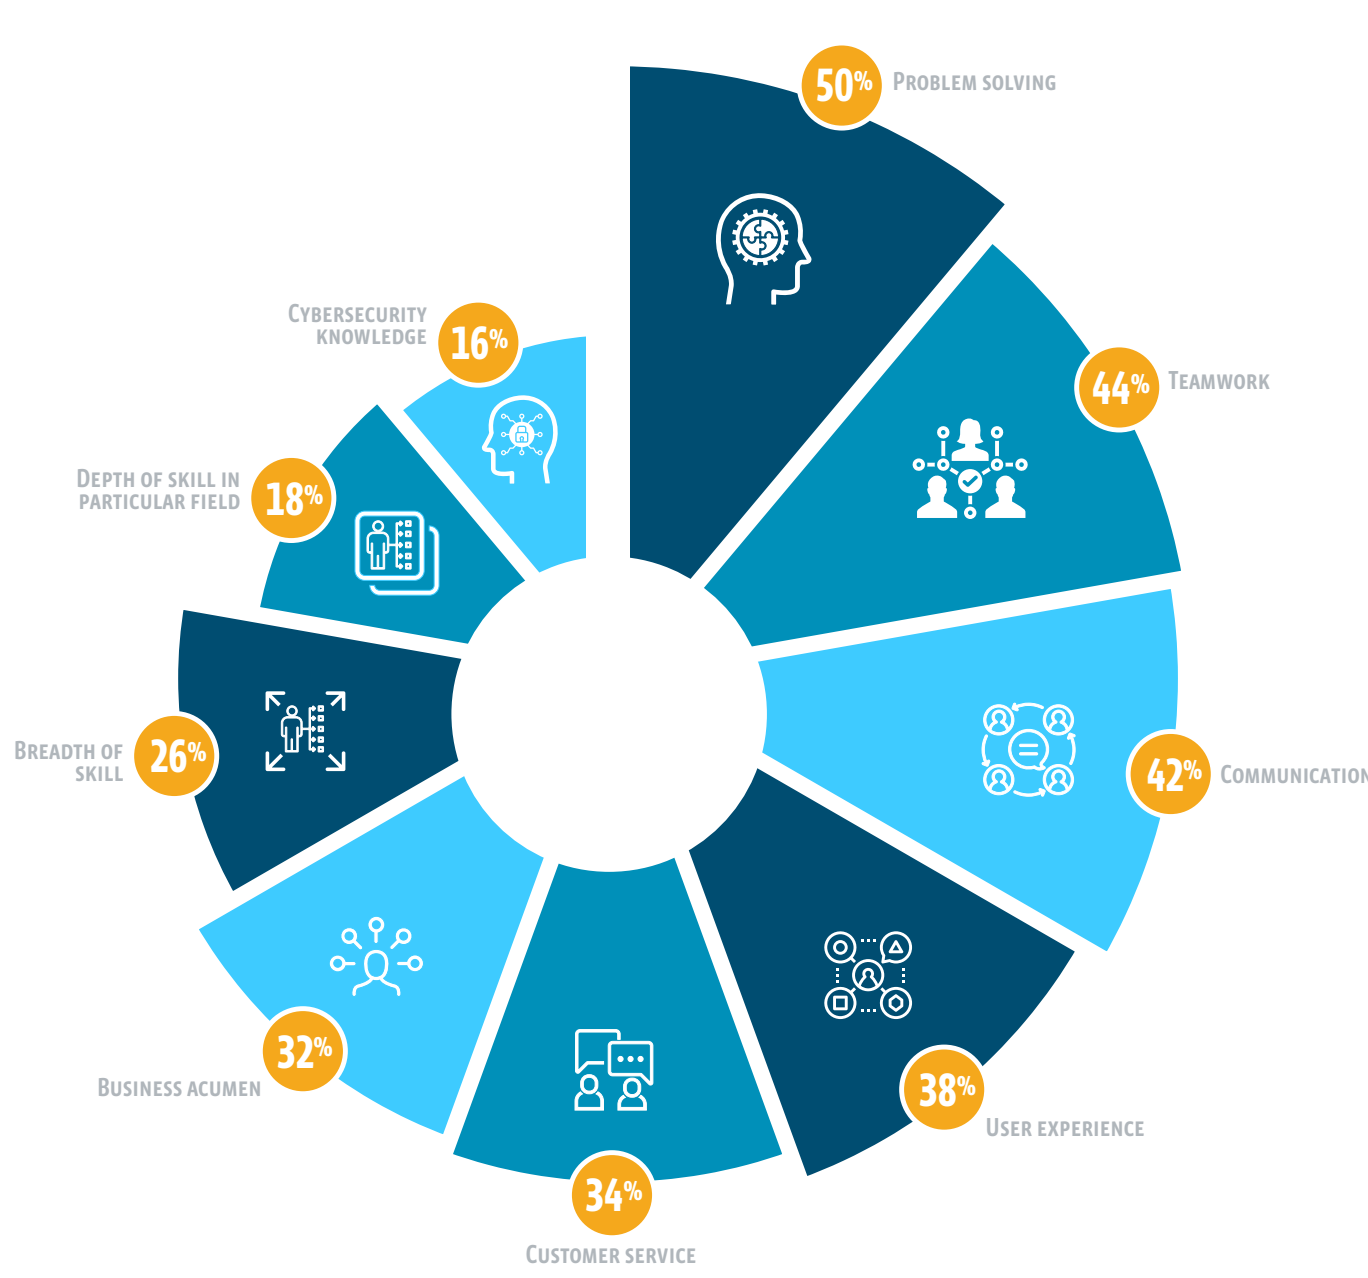 50%
Problem solving
44%
Teamwork
42%
Communication
38%
User experience
34%
Customer service
32%
Business acumen
26%
Breadth of
skill
18%
Depth of skill in
particular field
16%
Cybersecurity
knowledge